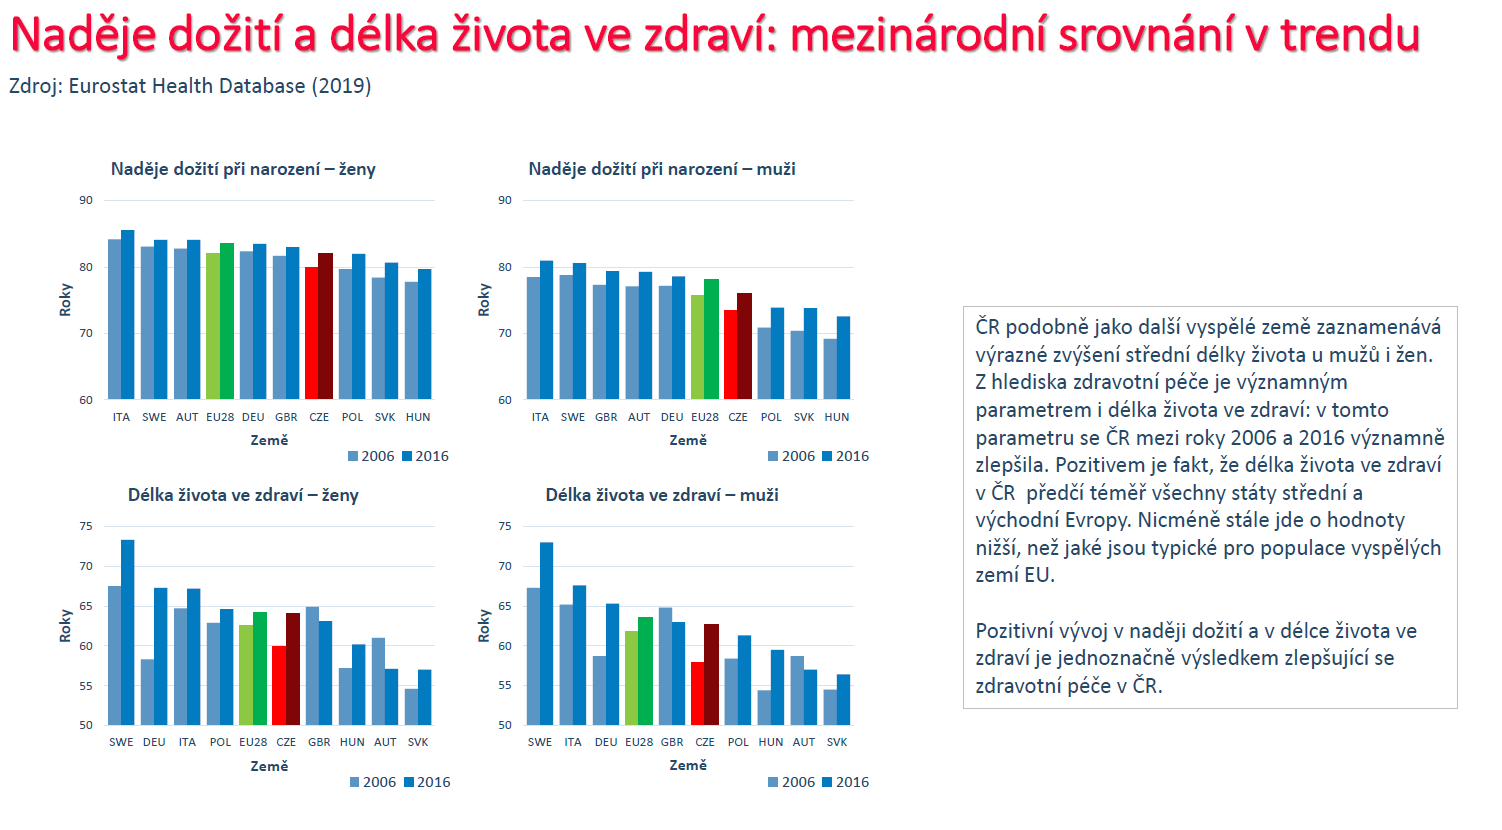 Naděje dožití a délka života ve zdraví: mezinárodní srovnání v trendu
Zdroj: Eurostat Health Database (2019)
Naděje dožití při narození – ženy
90
80
70
60
Roky
ITA SWE AUT EU28 DEU GBR CZE POL SVK HUN
Země
2006 2016
Naděje dožití při narození – muži
90
80
70
60
Roky
ITA SWE GBR AUT DEU EU28 CZE POL SVK HUN
Země
2006 2016
Délka života ve zdraví – ženy
75
70
65
60
55
50
Roky
SWE DEU ITA POL EU28 CZE GBR HUN AUT SVK
Země
2006 2016
Délka života ve zdraví – muži
75
70
65
60
55
50
Roky
SWE ITA DEU EU28 GBR CZE POL HUN AUT SVK
Země
2006 2016
ČR podobně jako další vyspělé země zaznamenává
výrazné zvýšení střední délky života u mužů i žen.
Z hlediska zdravotní péče je významným
parametrem i délka života ve zdraví: v tomto
parametru se ČR mezi roky 2006 a 2016 významně
zlepšila. Pozitivem je fakt, že délka života ve zdraví
v ČR předčí téměř všechny státy střední a
východní Evropy. Nicméně stále jde o hodnoty
nižší, než jaké jsou typické pro populace vyspělých
zemí EU.
Pozitivní vývoj v naději dožití a v délce života ve
zdraví je jednoznačně výsledkem zlepšující se
zdravotní péče v ČR.